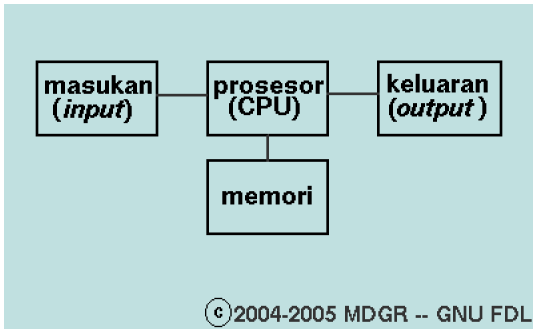 masukan
(input)
prosesor
(CPU)
keluaran
(output)
memori
©2004-2005 MDGR -- GNU FDL